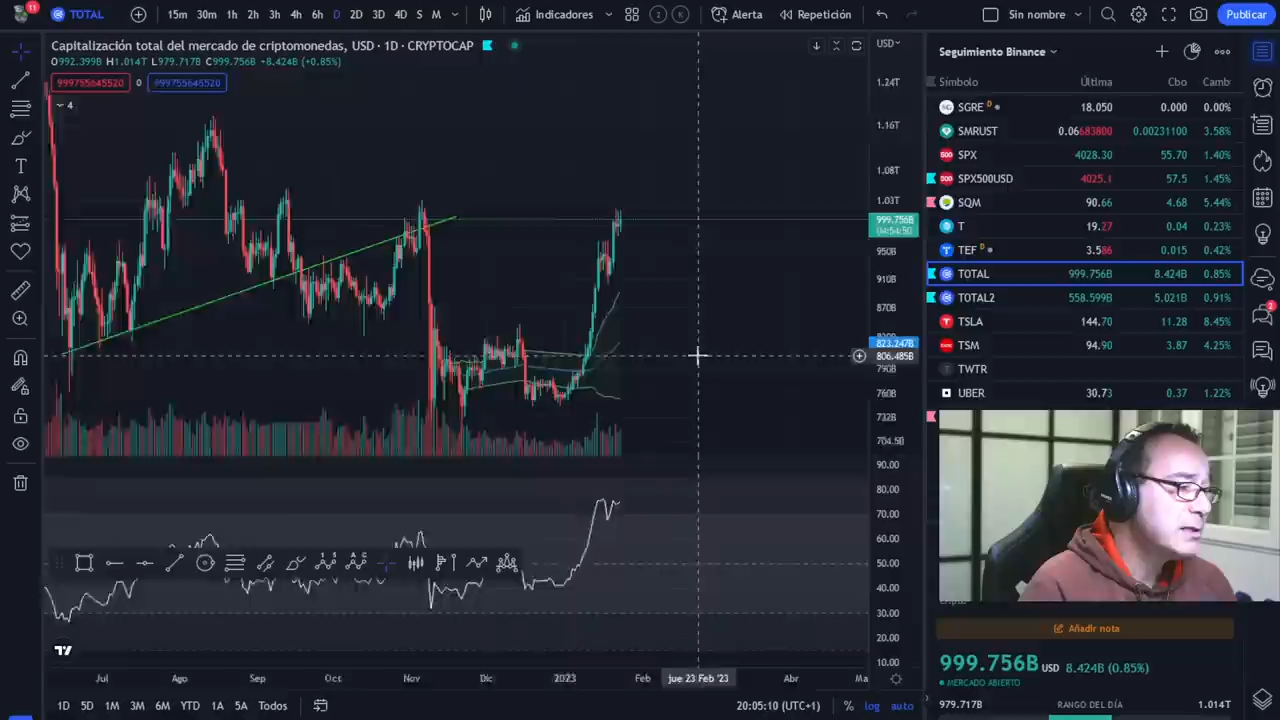 11
TOTAL
15m 30m 1h 2h 3h 4h 6h D 2D 3D 4D S M
Indicadores
Alerta
Repetición
Sin nombre
Publicar
Capitalización total del mercado de criptomonedas, USD · 1D · CRYPTOCAP
O992.399B H1.014T L979.717B C999.756B +8.424B (+0.85%)
999755645520 0 999755645520
4
USD
1.24T
1.16T
1.08T
1.03T
999.756B
04:54:50
950B
910B
870B
823.247B
806.485B
790B
760B
732B
704.5B
90.00
80.00
70.00
60.00
50.00
40.00
30.00
20.00
10.00
Jul Ago Sep Oct Nov Dic 2023 Feb jue 23 Feb '23 Abr Ma
1D 5D 1M 3M 6M YTD 1A 5A Todos
20:05:10 (UTC+1) % log auto
Seguimiento Binance
Símbolo Última Cbo Camb
SGRE D 18.050 0.000 0.00%
SMRUST 0.06683800 0.00231100 3.58%
SPX 4028.30 55.70 1.40%
SPX500USD 4025.1 57.5 1.45%
SQM 90.66 4.68 5.44%
T 19.27 0.04 0.23%
TEF D 3.586 0.015 0.42%
TOTAL 999.756B 8.424B 0.85%
TOTAL2 558.599B 5.021B 0.91%
TSLA 144.70 11.28 8.45%
TSM 94.90 3.87 4.25%
TWTR
UBER 30.73 0.37 1.22%
Añadir nota
999.756B USD 8.424B (0.85%)
MERCADO ABIERTO
979.717B RANGO DEL DÍA 1.014T
2